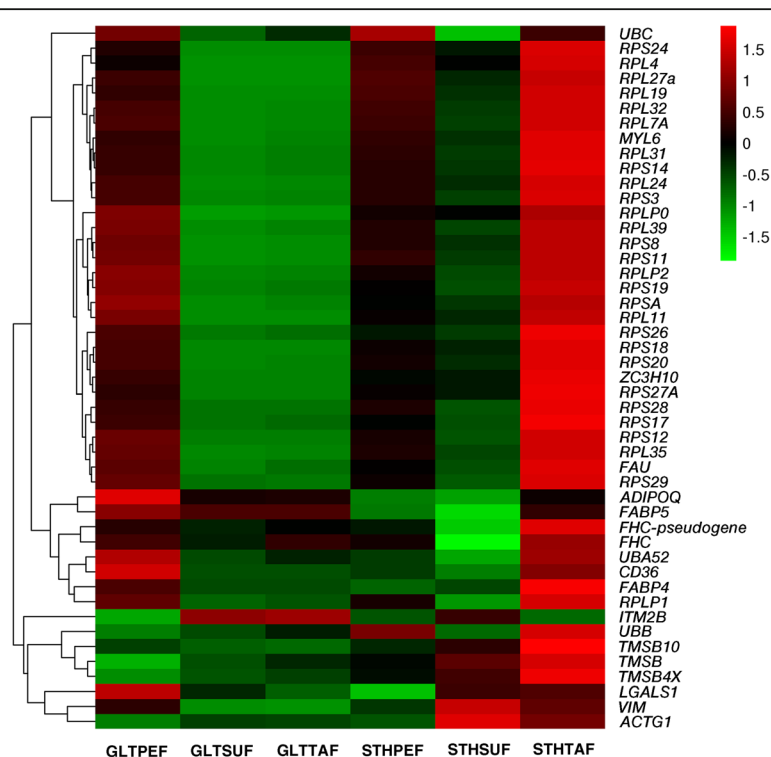 UBC
RPS24
RPL4
RPL27a
RPL19
RPL32
RPL7A
MYL6
RPL31
RPS14
RPL24
RPS3
RPLP0
RPL39
RPS8
RPS11
RPLP2
RPS19
RPSA
RPL11
RPS26
RPS18
RPS20
ZC3H10
RPS27A
RPS28
RPS17
RPS12
RPL35
FAU
RPS29
ADIPOQ
FABP5
FHC-pseudogene
FHC
UBA52
CD36
FABP4
RPLP1
ITM2B
UBB
TMSB10
TMSB
TMSB4X
LGALS1
VIM
ACTG1
1.5
1
0.5
0
-0.5
-1
-1.5
GLTPEF GLTSUF GLTTAF STHPEF STHSUF STHTAF